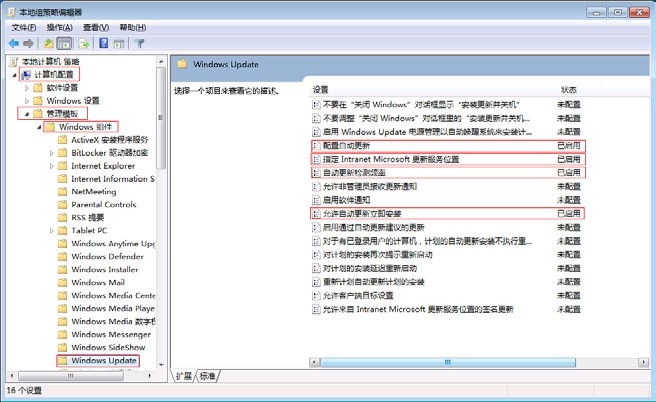 本地组策略编辑器
文件(F) 操作(A) 查看(V) 帮助(H)
本地计算机 策略
计算机配置
软件设置
Windows 设置
管理模板
Windows 组件
ActiveX 安装程序服务
BitLocker 驱动器加密
Internet Explorer
Internet Information S
NetMeeting
Parental Controls
RSS 提要
Tablet PC
Windows Anytime Upg
Windows Defender
Windows Installer
Windows Mail
Windows Media Cente
Windows Media Player
Windows Media 数字权
Windows Messenger
Windows SideShow
Windows Update
Windows Update
选择一个项目来查看它的描述。
设置 状态
不要在 "关闭 Windows" 对话框显示 "安装更新并关机" 未配置
不要调整 "关闭 Windows" 对话框里的 "安装更新并关机... 未配置
启用 Windows Update 电源管理以自动唤醒系统来安装计... 未配置
配置自动更新 已启用
指定 Intranet Microsoft 更新服务位置 已启用
自动更新检测频率 已启用
允许非管理员接收更新通知 未配置
启用软件通知 未配置
允许自动更新立即安装 已启用
启用通过自动更新建议的更新 未配置
对于有已登录用户的计算机，计划的自动更新安装不执行重... 未配置
对计划的安装再次提示重新启动 未配置
对计划的安装延迟重新启动 未配置
重新计划自动更新计划的安装 未配置
允许客户端目标设置 未配置
允许来自 Intranet Microsoft 更新服务位置的签名更新 未配置
扩展 标准
16 个设置